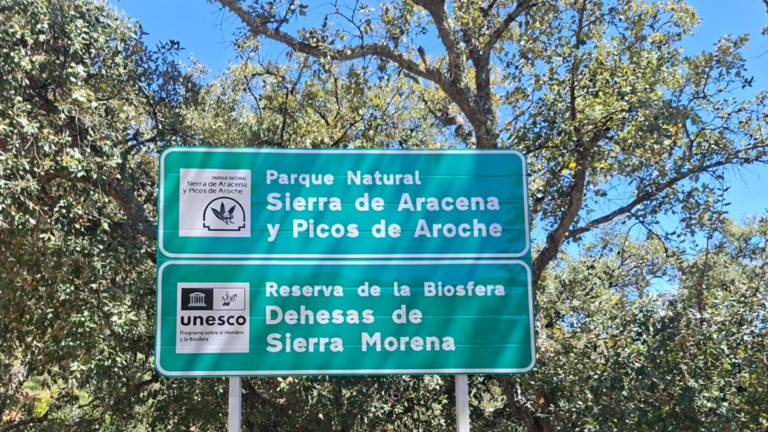 PARQUE NATURAL
Sierra de Aracena
y Picos de Aroche
Parque Natural
Sierra de Aracena
y Picos de Aroche
unesco
Programa sobre el Hombre
y la Biosfera
Reserva de la Biosfera
Dehesas de
Sierra Morena